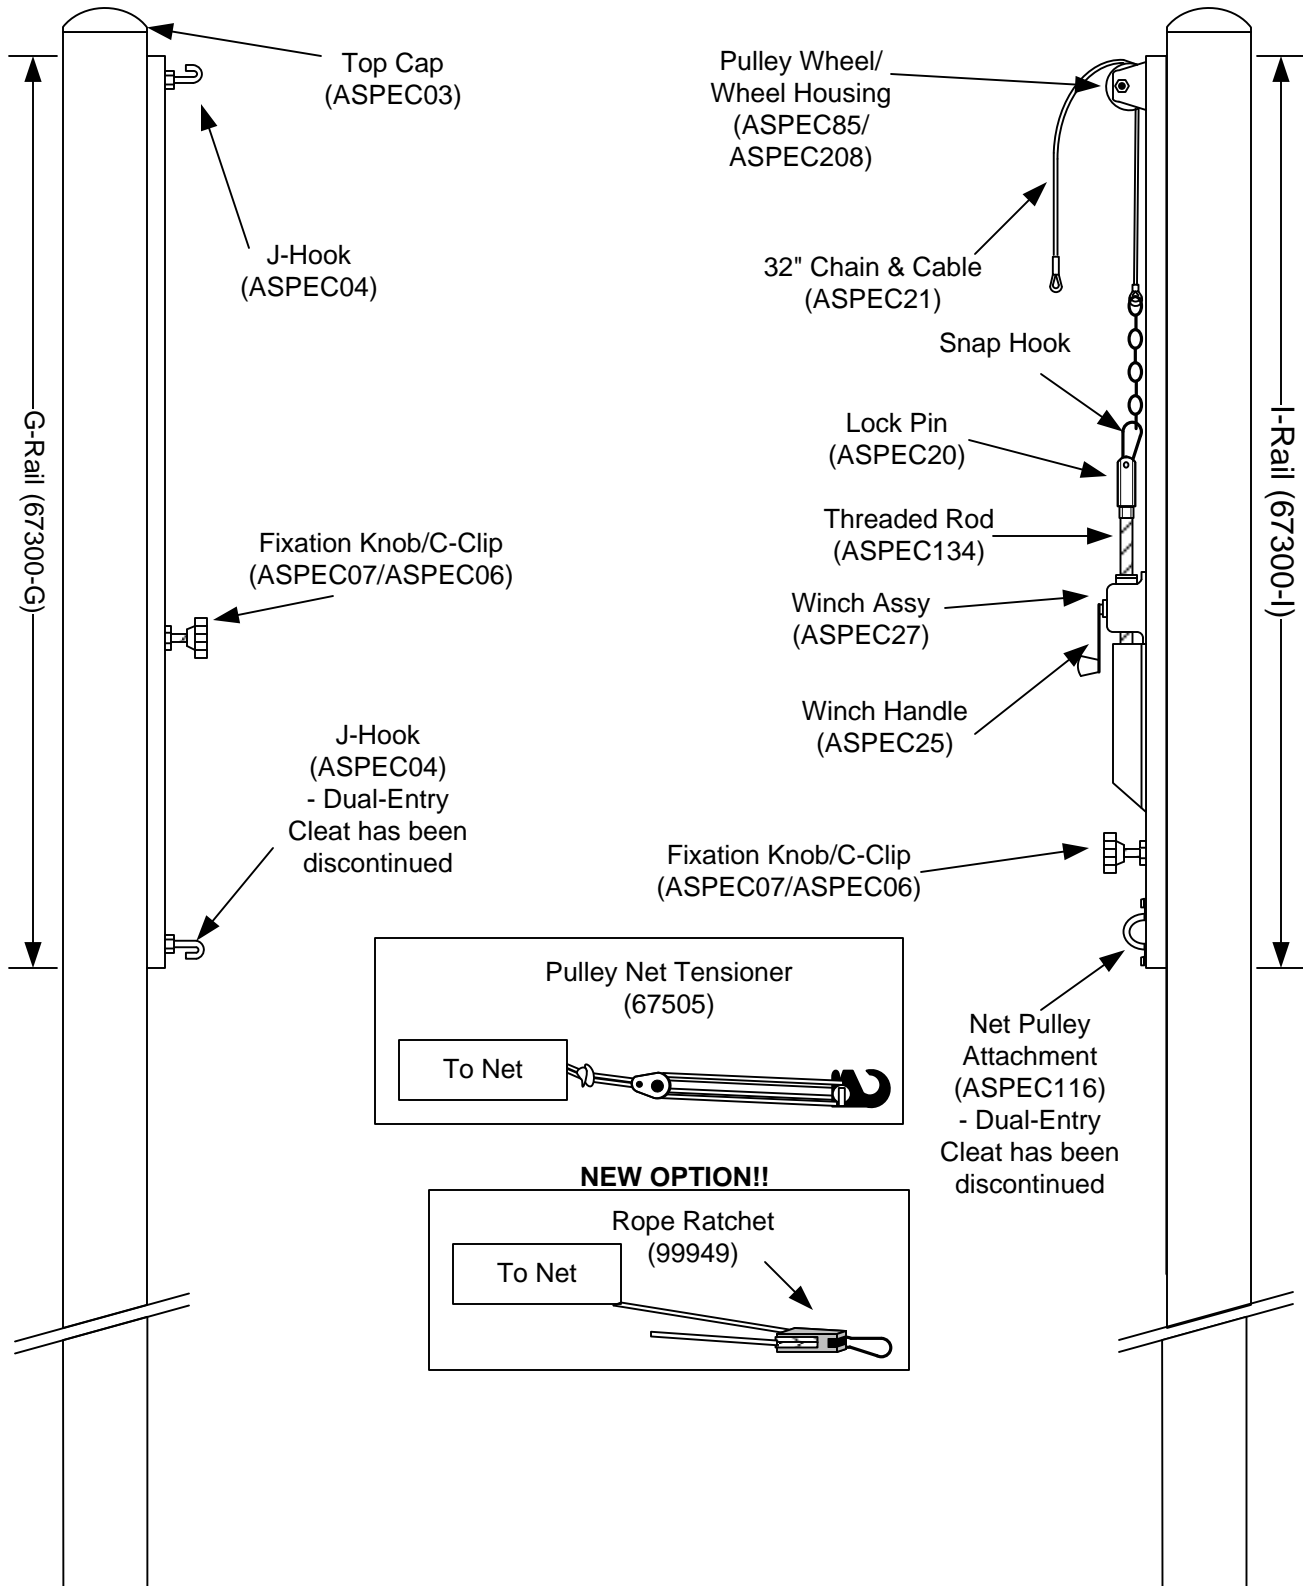 Top Cap
(ASPEC03)
J-Hook
(ASPEC04)
G-Rail (67300-G)
Fixation Knob/C-Clip
(ASPEC07/ASPEC06)
J-Hook
(ASPEC04)
- Dual-Entry
Cleat has been
discontinued
Pulley Wheel/
Wheel Housing
(ASPEC85/
ASPEC208)
32" Chain & Cable
(ASPEC21)
Snap Hook
Lock Pin
(ASPEC20)
Threaded Rod
(ASPEC134)
Winch Assy
(ASPEC27)
Winch Handle
(ASPEC25)
Fixation Knob/C-Clip
(ASPEC07/ASPEC06)
I-Rail (67300-I)
Net Pulley
Attachment
(ASPEC116)
- Dual-Entry
Cleat has been
discontinued
Pulley Net Tensioner
(67505)
To Net
NEW OPTION!!
Rope Ratchet
(99949)
To Net